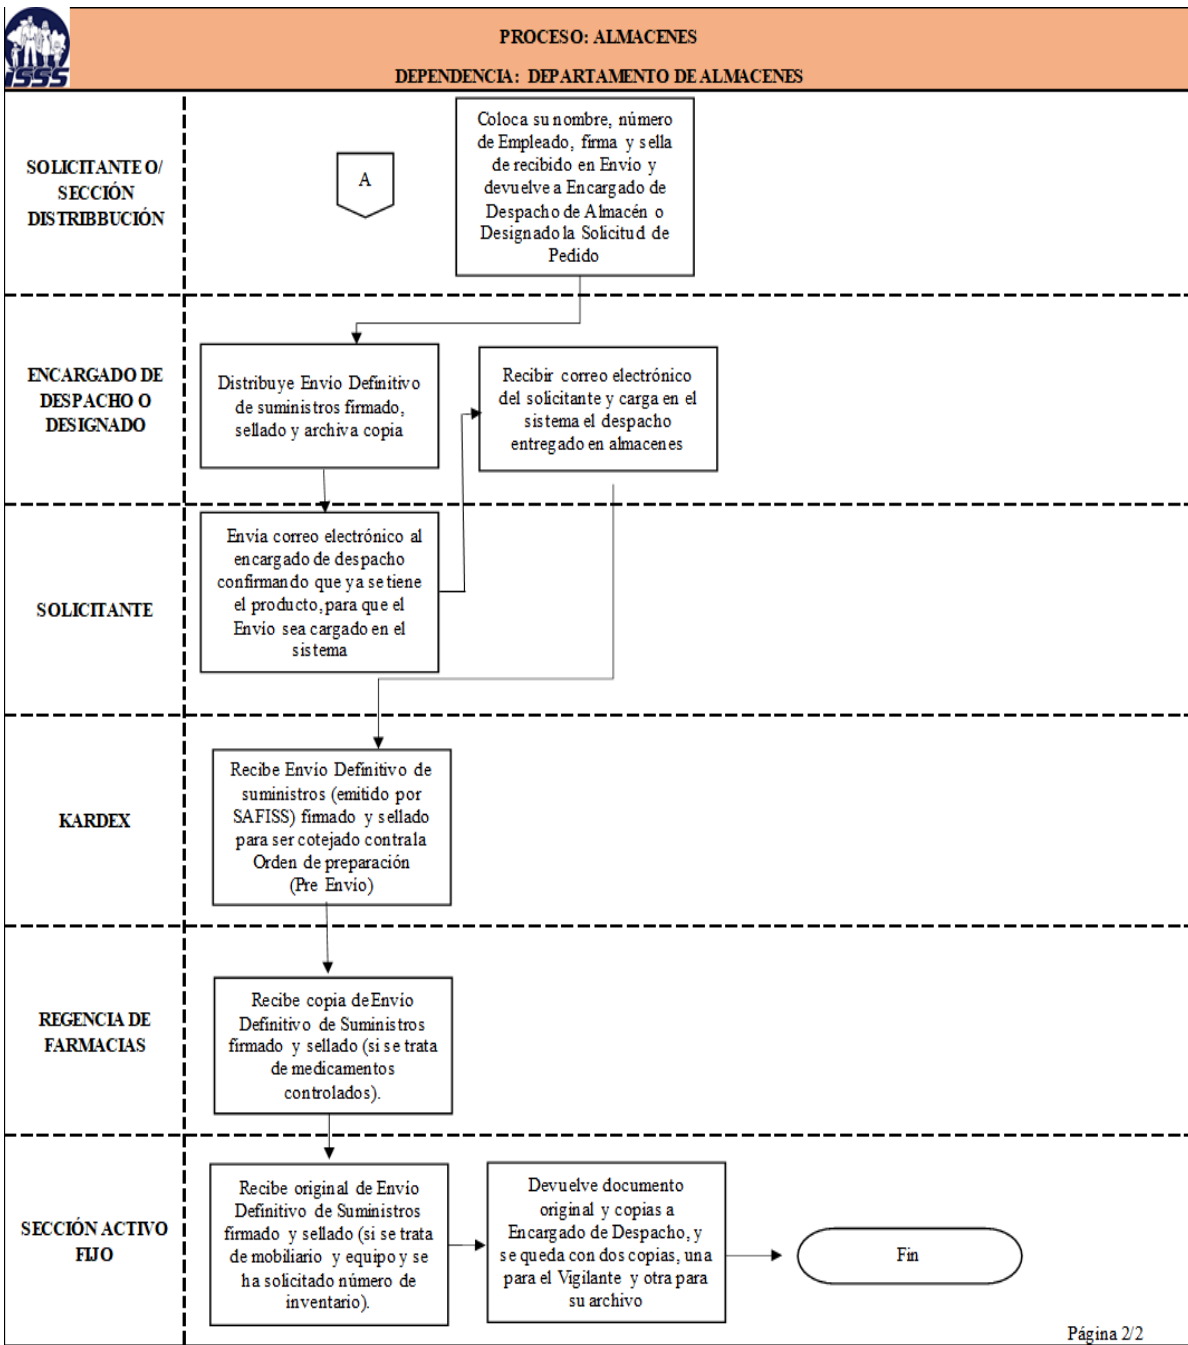 ISSS
PROCESO: ALMACENES
DEPENDENCIA: DEPARTAMENTO DE ALMACENES
SOLICITANTE O/
SECCIÓN
DISTRIBBUCIÓN
A
Coloca su nombre, número
de Empleado, firma y sella
de recibido en Envío y
devuelve a Encargado de
Despacho de Almacén o
Designado la Solicitud de
Pedido
ENCARGADO DE
DESPACHO O
DESIGNADO
Distribuye Envío Definitivo
de suministros firmado,
sellado y archiva copia
Recibir correo electrónico
del solicitante y carga en el
sistema el despacho
entregado en almacenes
SOLICITANTE
Envía correo electrónico al
encargado de despacho
confirmando que ya se tiene
el producto, para que el
Envío sea cargado en el
sistema
KARDEX
Recibe Envío Definitivo de
suministros (emitido por
SAFISS) firmado y sellado
para ser cotejado contra la
Orden de preparación
(Pre Envío)
REGENCIA DE
FARMACIAS
Recibe copia de Envío
Definitivo de Suministros
firmado y sellado (si se trata
de medicamentos
controlados).
SECCIÓN ACTIVO
FIJO
Recibe original de Envío
Definitivo de Suministros
firmado y sellado (si se trata
de mobiliario y equipo y se
ha solicitado número de
inventario).
Devuelve documento
original y copias a
Encargado de Despacho, y
se queda con dos copias, una
para el Vigilante y otra para
su archivo
Fin
Página 2/2